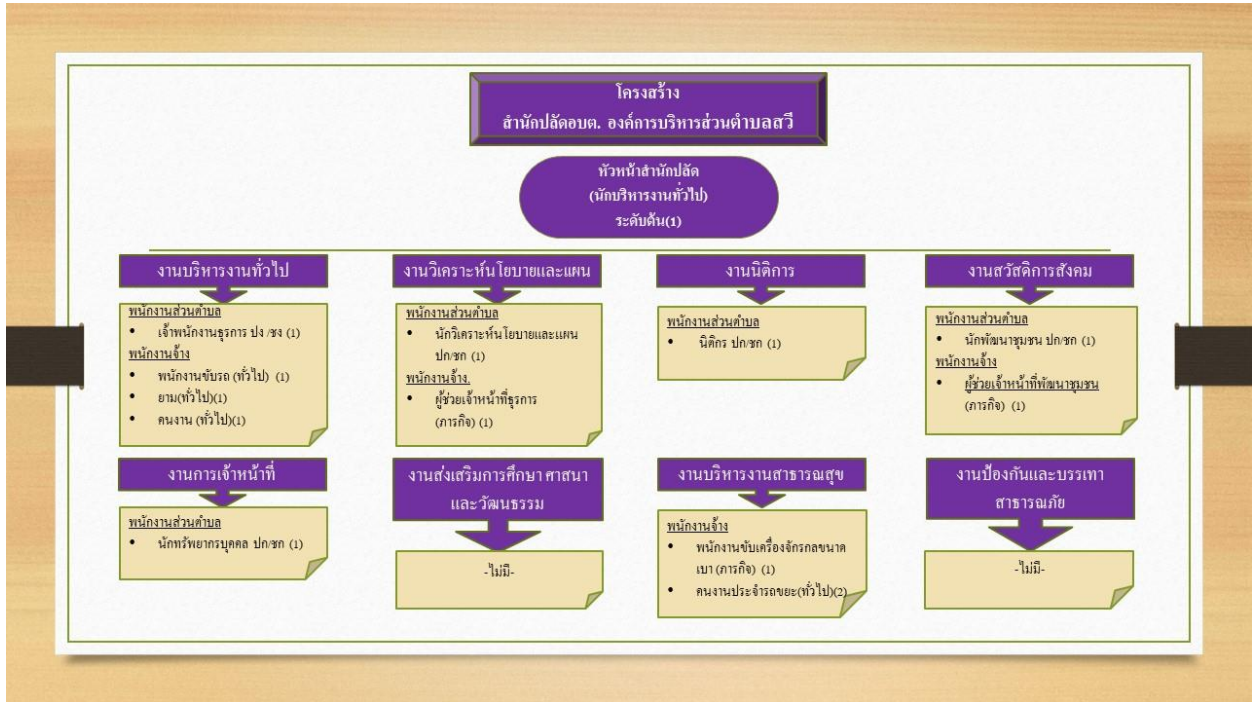 โครงสร้าง
สำนักปลัดอบต. องค์การบริหารส่วนตำบลสวี
หัวหน้าสำนักปลัด
(นักบริหารงานทั่วไป)
ระดับต้น(1)
งานบริหารงานทั่วไป
พนักงานส่วนตำบล
• เจ้าพนักงานธุรการ ปง /ชง (1)
พนักงานจ้าง
• พนักงานขับรถ (ทั่วไป) (1)
• ยาม(ทั่วไป)(1)
• คนงาน (ทั่วไป)(1)
งานวิเคราะห์นโยบายและแผน
พนักงานส่วนตำบล
• นักวิเคราะห์นโยบายและแผน
ปก/ชก (1)
พนักงานจ้าง.
• ผู้ช่วยเจ้าหน้าที่ธุรการ
(ภารกิจ) (1)
งานนิติการ
พนักงานส่วนตำบล
• นิติกร ปก/ชก (1)
งานสวัสดิการสังคม
พนักงานส่วนตำบล
• นักพัฒนาชุมชน ปก/ชก (1)
พนักงานจ้าง
• ผู้ช่วยเจ้าหน้าที่พัฒนาชุมชน
(ภารกิจ) (1)
งานการเจ้าหน้าที่
พนักงานส่วนตำบล
• นักทรัพยากรบุคคล ปก/ชก (1)
งานส่งเสริมการศึกษา ศาสนา
และวัฒนธรรม
-ไม่มี-
งานบริหารงานสาธารณสุข
พนักงานจ้าง
• พนักงานขับเครื่องจักรกลขนาด
เบา (ภารกิจ) (1)
• คนงานประจำรถขยะ(ทั่วไป)(2)
งานป้องกันและบรรเทา
สาธารณภัย
-ไม่มี-